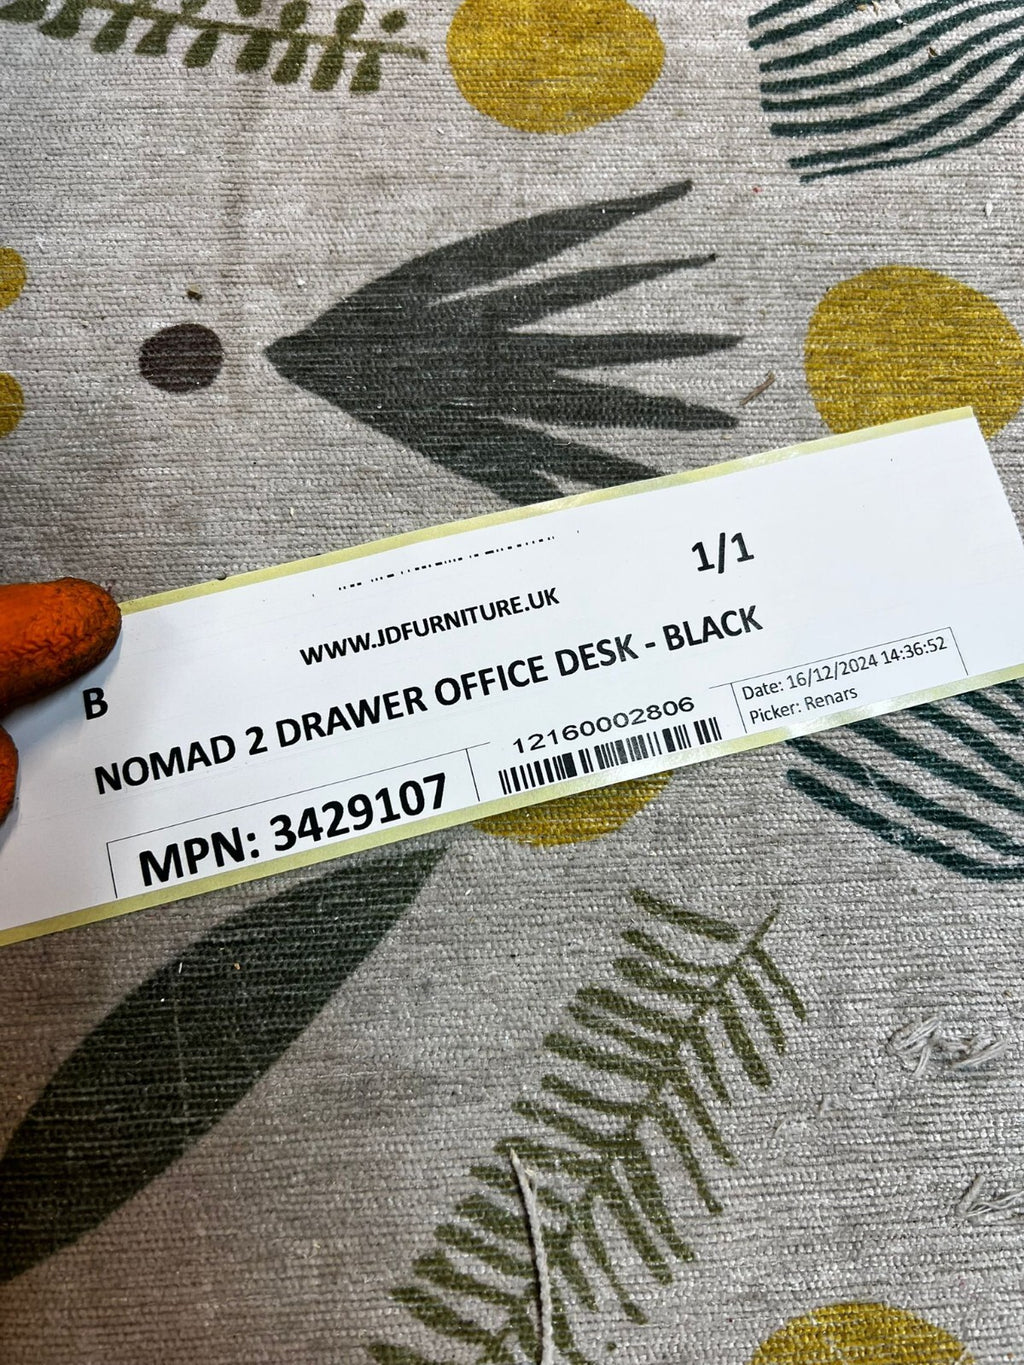 1/1
WWW.JDFURNITURE.UK
B
NOMAD 2 DRAWER OFFICE DESK - BLACK
MPN: 3429107
12160002806
Date: 16/12/2024 14:36:52
Picker: Renars